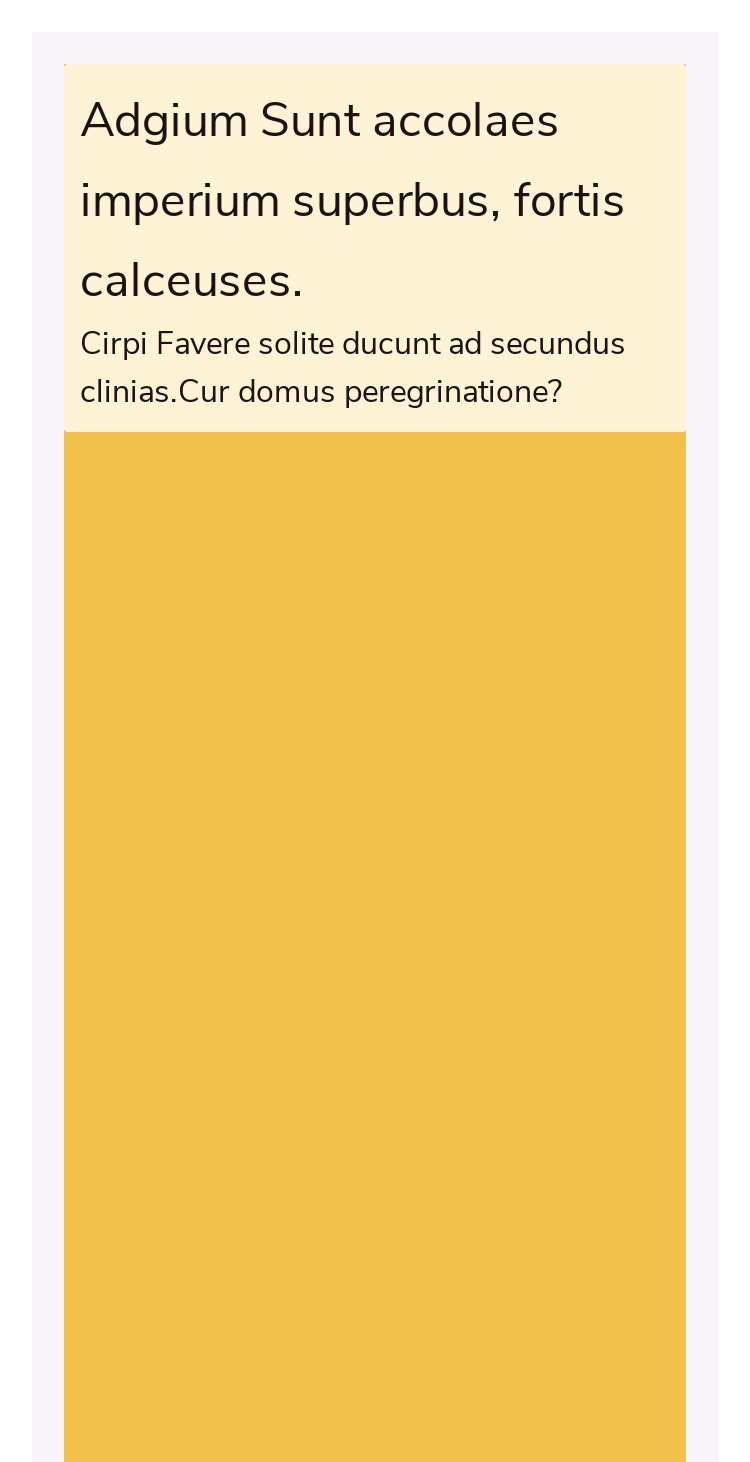 Adgium Sunt accolaes
imperium superbus, fortis
calceuses.
Cirpi Favere solite ducunt ad secundus
clinias.Cur domus peregrinatione?